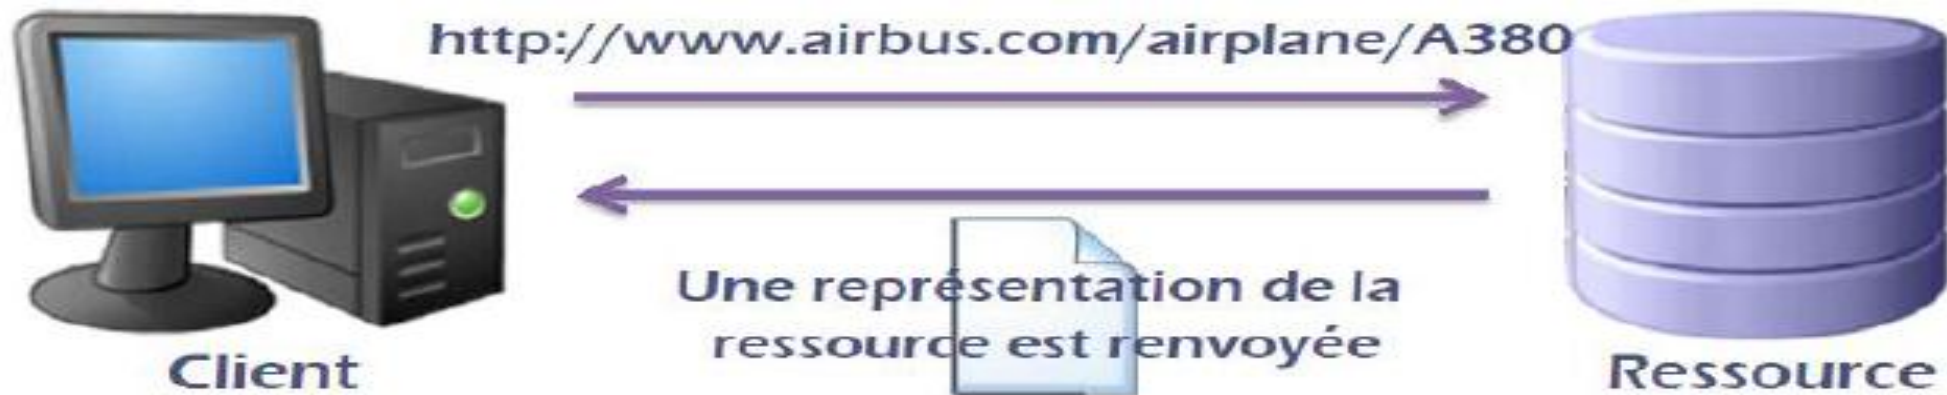 http://www.airbus.com/airplane/A380
Une représentation de la
ressource est renvoyée
Client
Ressource